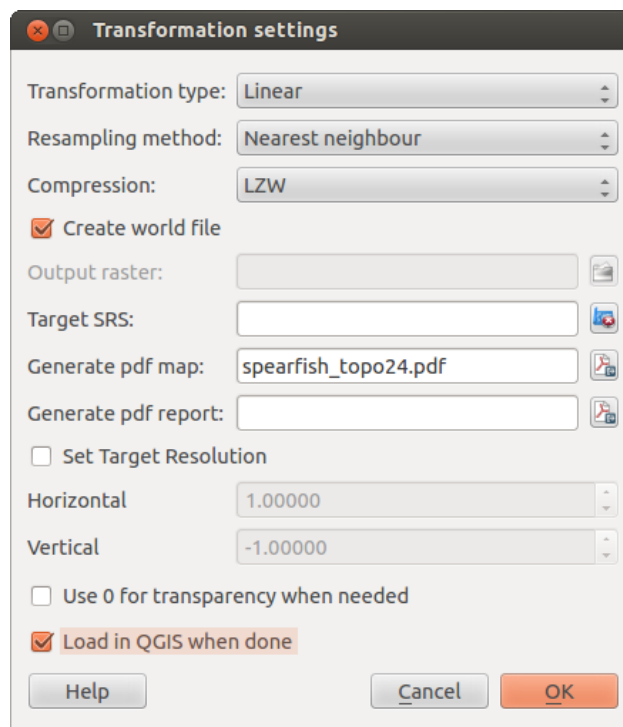 Transformation settings
Transformation type: Linear
Resampling method: Nearest neighbour
Compression: LZW
Create world file
Output raster:
Target SRS:
Generate pdf map: spearfish_topo24.pdf
Generate pdf report:
Set Target Resolution
Horizontal 1.00000
Vertical -1.00000
Use 0 for transparency when needed
Load in QGIS when done
Help Cancel OK